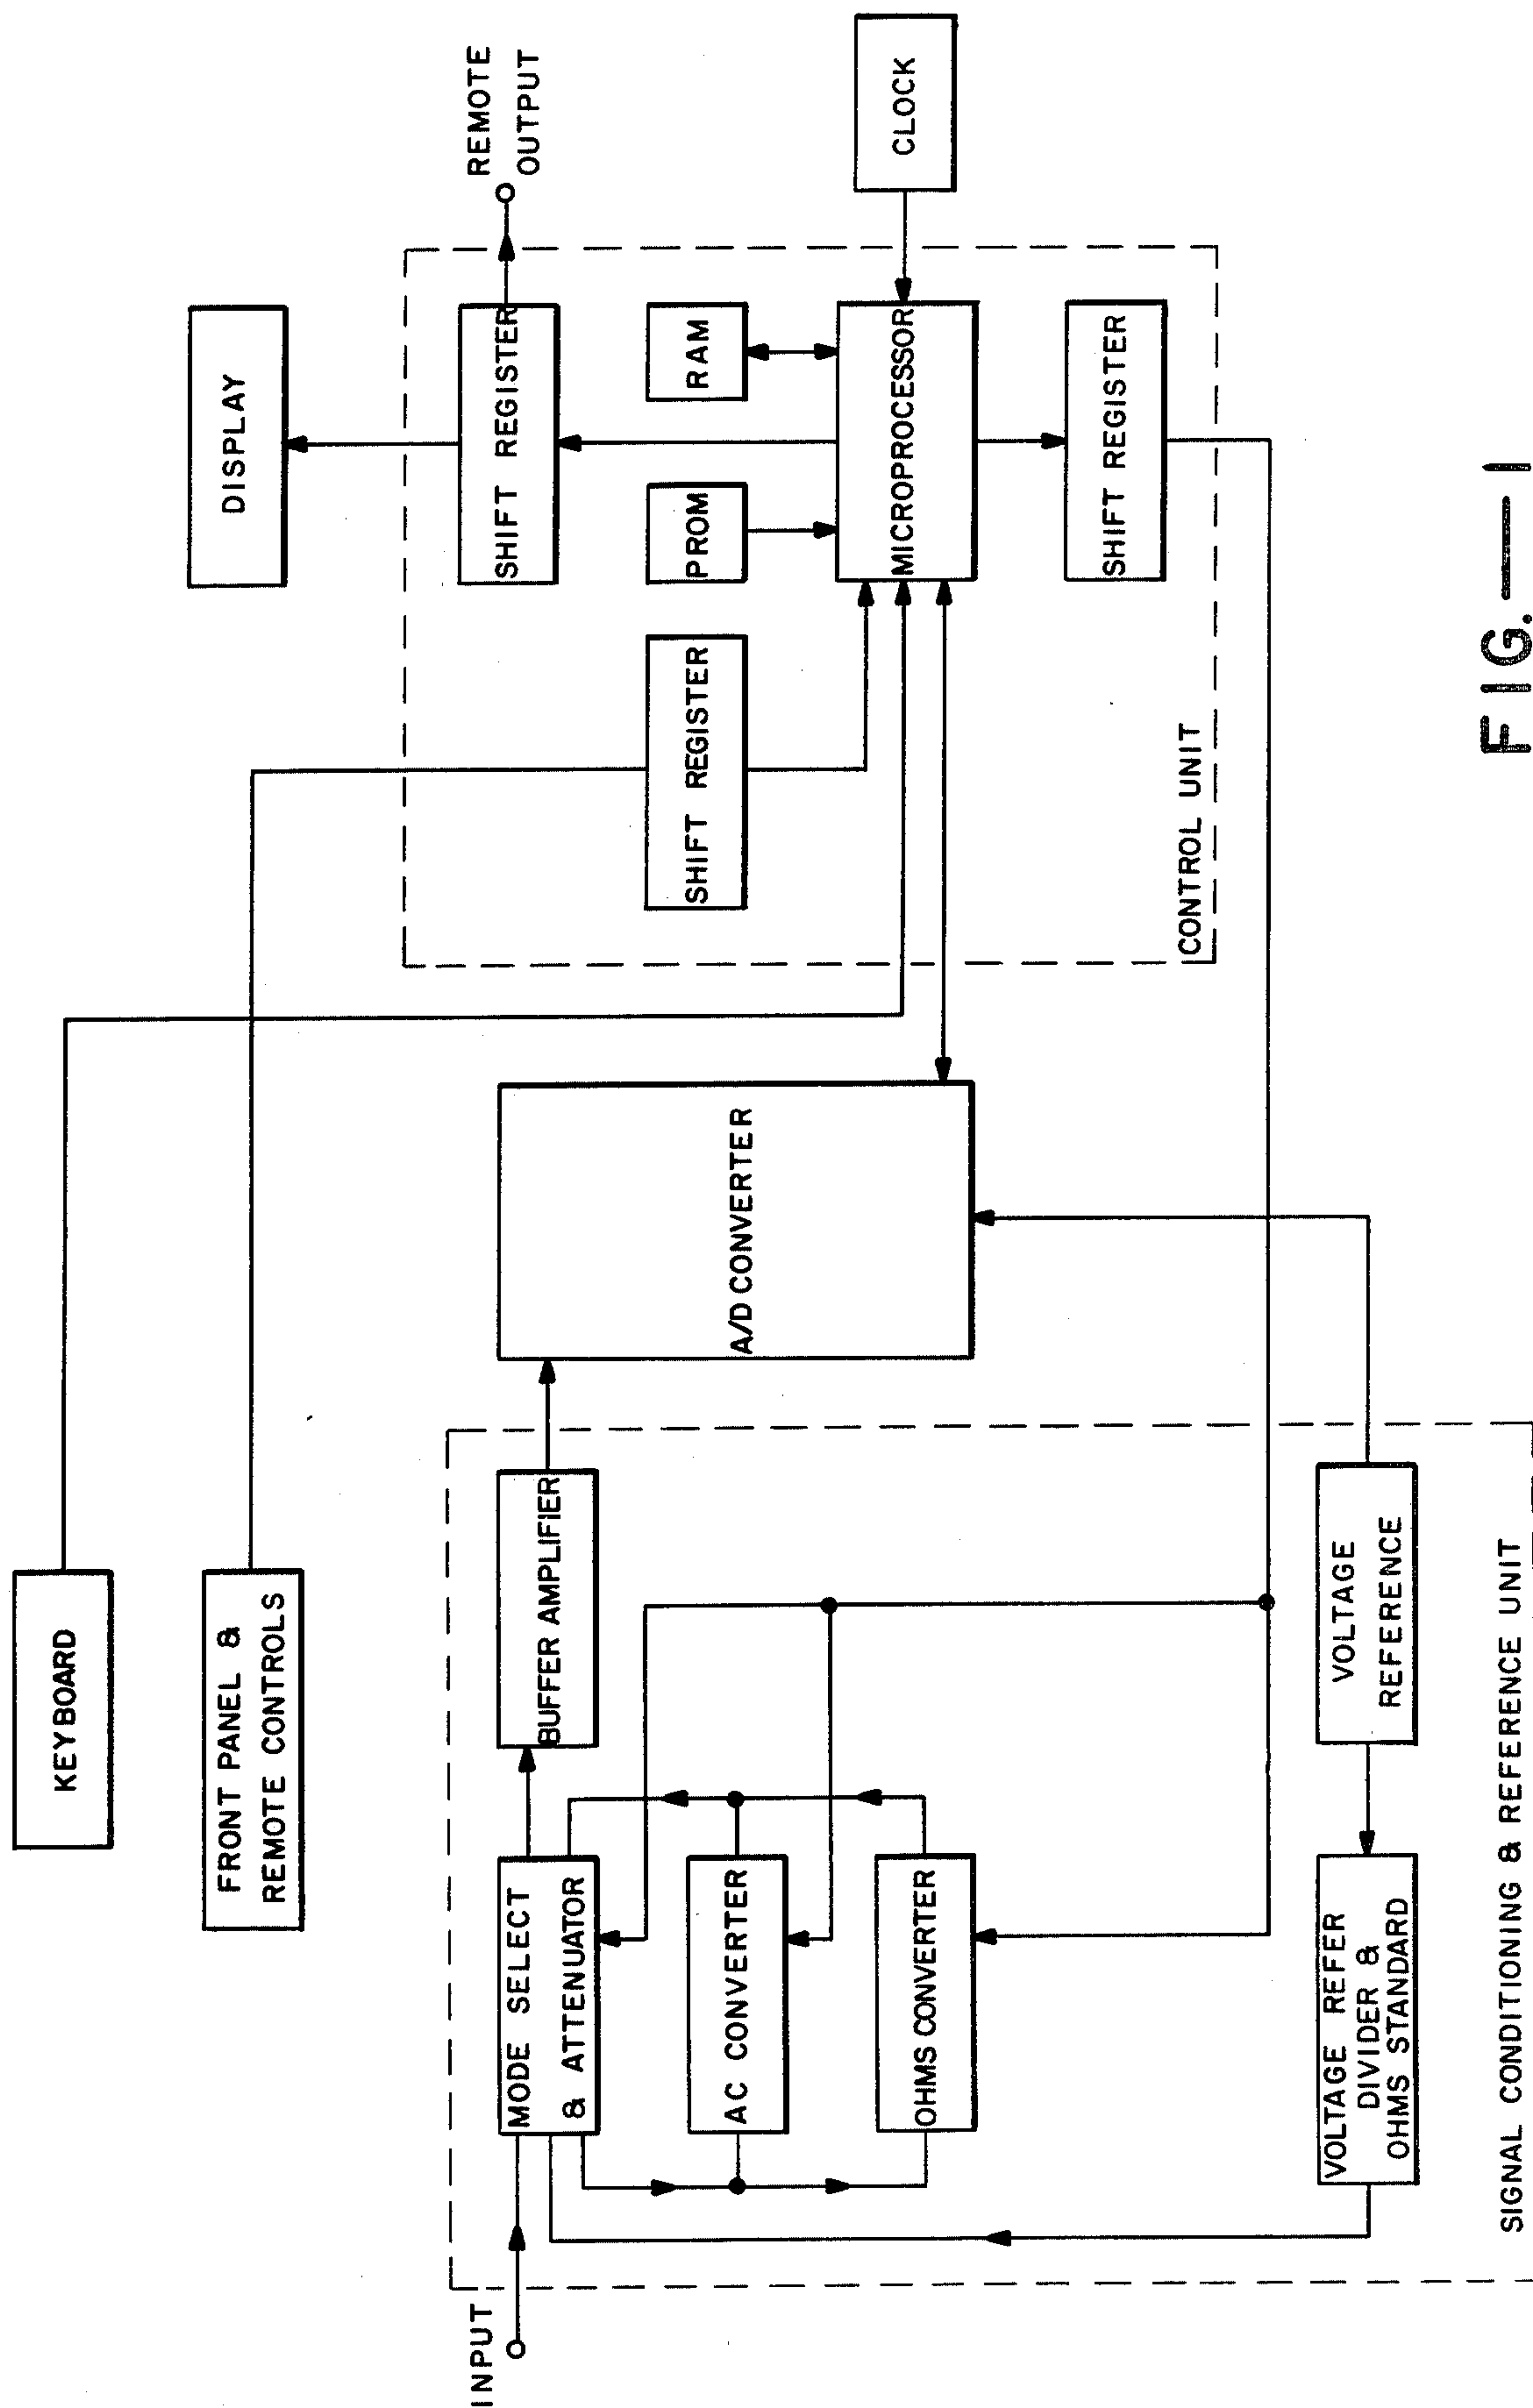 KEYBOARD
FRONT PANEL &
REMOTE CONTROLS
DISPLAY
REMOTE
OUTPUT
INPUT
MODE SELECT
& ATTENUATOR
BUFFER AMPLIFIER
A/D CONVERTER
SHIFT REGISTER
SHIFT REGISTER
PROM
RAM
AC CONVERTER
OHMS CONVERTER
MICROPROCESSOR
CLOCK
SHIFT REGISTER
CONTROL UNIT
VOLTAGE REFER
DIVIDER &
OHMS STANDARD
VOLTAGE
REFERENCE
SIGNAL CONDITIONING & REFERENCE UNIT
FIG.—1